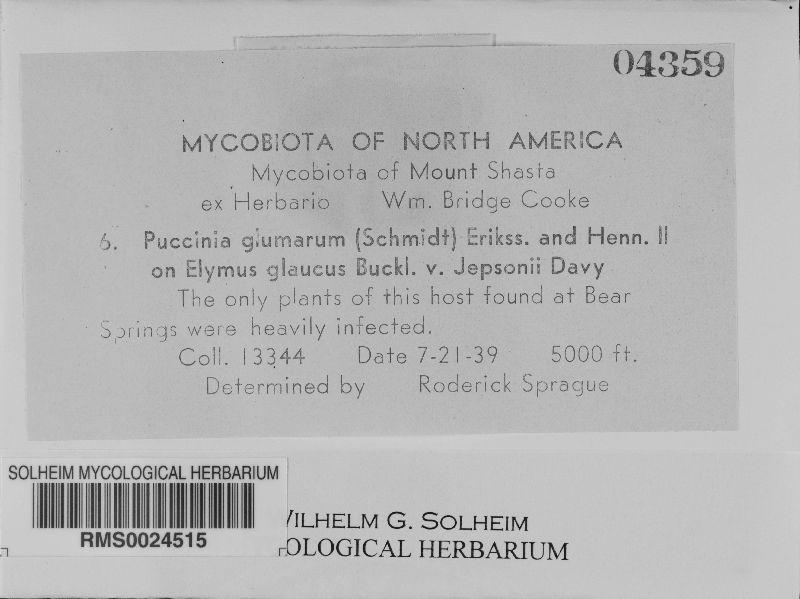 04359
MYCOBIOTA OF NORTH AMERICA
Mycobiota of Mount Shasta
ex Herbario Wm. Bridge Cooke
6. Puccinia glumarum (Schmidt) Erikss. and Henn. II
on Elymus glaucus Buckl. v. Jepsonii Davy
The only plants of this host found at Bear
Springs were heavily infected.
Coll. 13344 Date 7-21-39 5000 ft.
Determined by Roderick Sprague
SOLHEIM MYCOLOGICAL HERBARIUM
RMS0024515
ILHELM G. SOLHEIM
OLOGICAL HERBARIUM